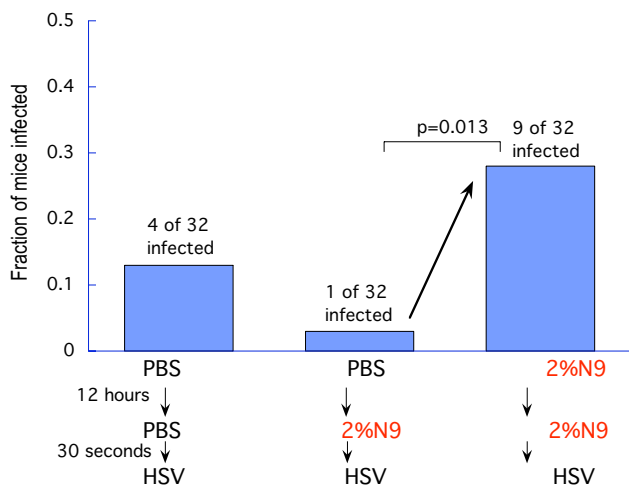 0.5
0.4
p=0.013
9 of 32
infected
0.3
Fraction of mice infected
4 of 32
infected
0.2
1 of 32
infected
0.1
0
PBS PBS 2%N9
12 hours
PBS 2%N9 2%N9
30 seconds
HSV HSV HSV